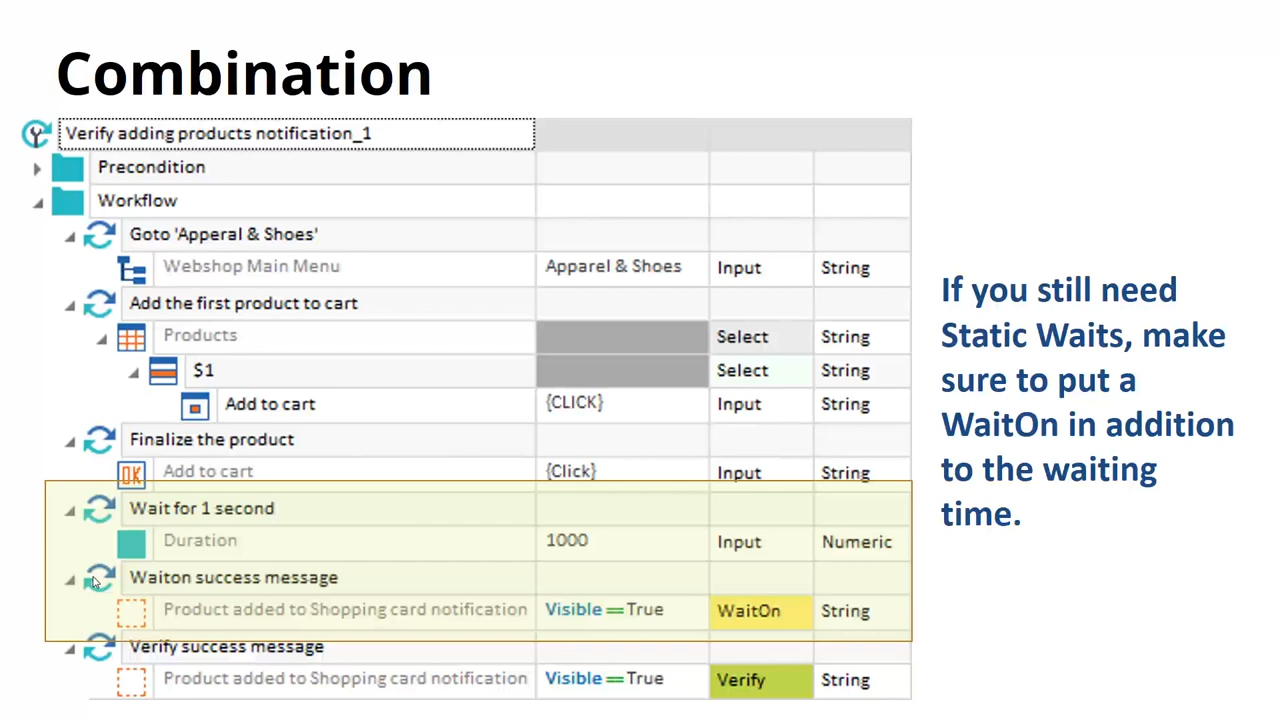 Combination
Verify adding products notification_1
Precondition
Workflow
Goto 'Apperal & Shoes'
Webshop Main Menu Apparel & Shoes Input String
Add the first product to cart
Products Select String
$1 Select String
Add to cart {CLICK} Input String
Finalize the product
OK Add to cart {Click} Input String
Wait for 1 second
Duration 1000 Input Numeric
Waiton success message
Product added to Shopping card notification Visible == True WaitOn String
Verify success message
Product added to Shopping card notification Visible == True Verify String
If you still need
Static Waits, make
sure to put a
WaitOn in addition
to the waiting
time.